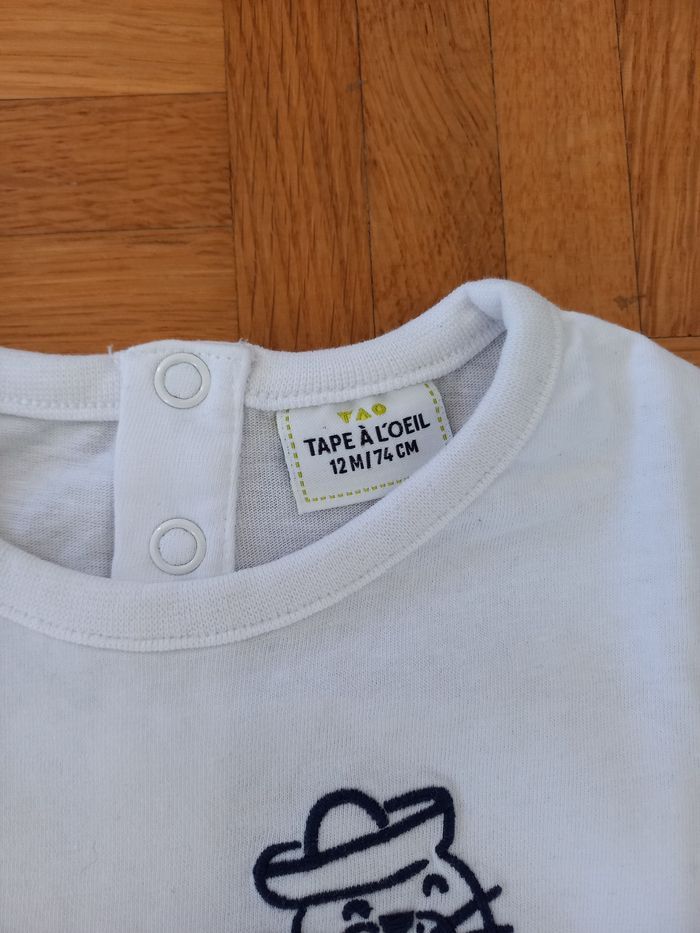 TAO
TAPE À L'OEIL
12 M/74 CM